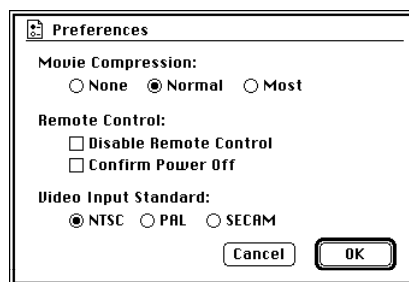 Preferences
Movie Compression:
None Normal Most
Remote Control:
Disable Remote Control
Confirm Power Off
Video Input Standard:
NTSC PAL SECAM
Cancel OK